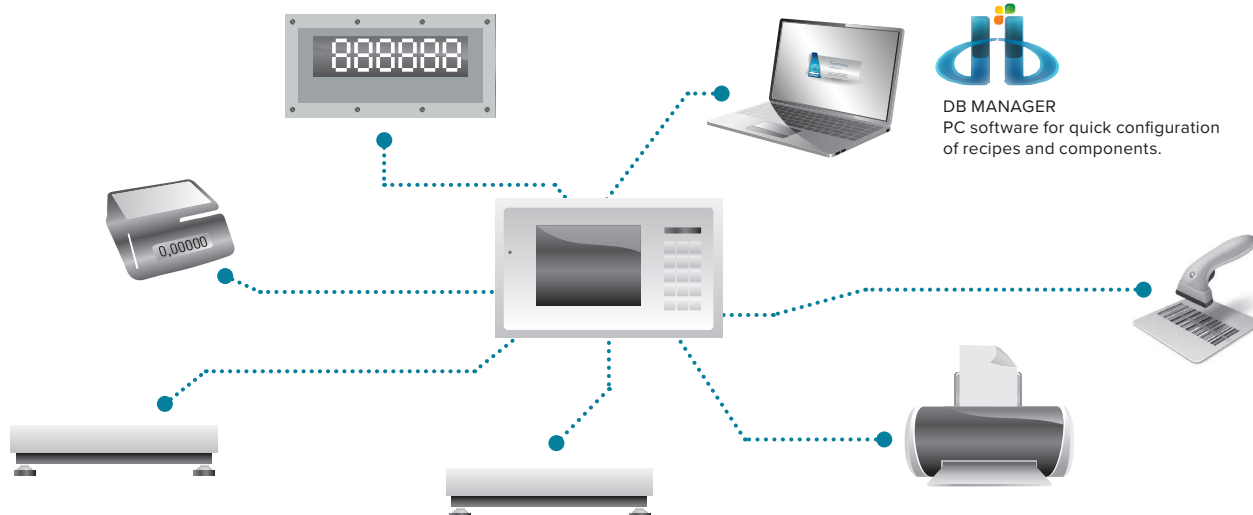 888888
DB MANAGER
PC software for quick configuration
of recipes and components.
0,00000